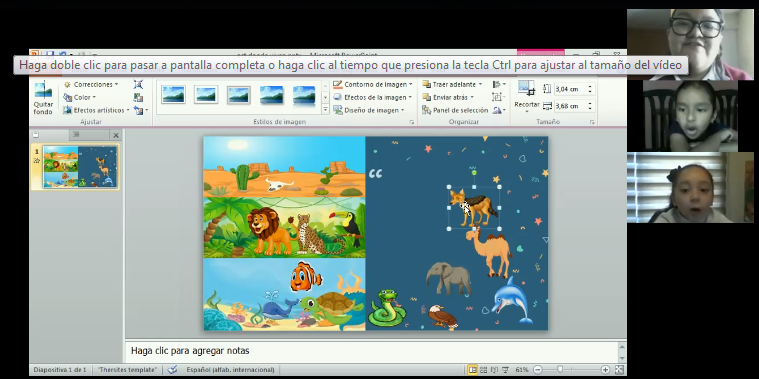 Microsoft PowerPoint
Haga doble clic para pasar a pantalla completa o haga clic al tiempo que presiona la tecla Ctrl para ajustar al tamaño del vídeo
Quitar fondo
Correcciones
Color
Efectos artísticos
Ajustar
Estilos de imagen
Contorno de imagen
Efectos de la imagen
Diseño de imagen
Traer adelante
Enviar atrás
Panel de selección
Organizar
Recortar
3,04 cm
3,68 cm
Tamaño
1
“
Haga clic para agregar notas
Diapositiva 1 de 1
"Thersites template"
Español (alfab. internacional)
61%